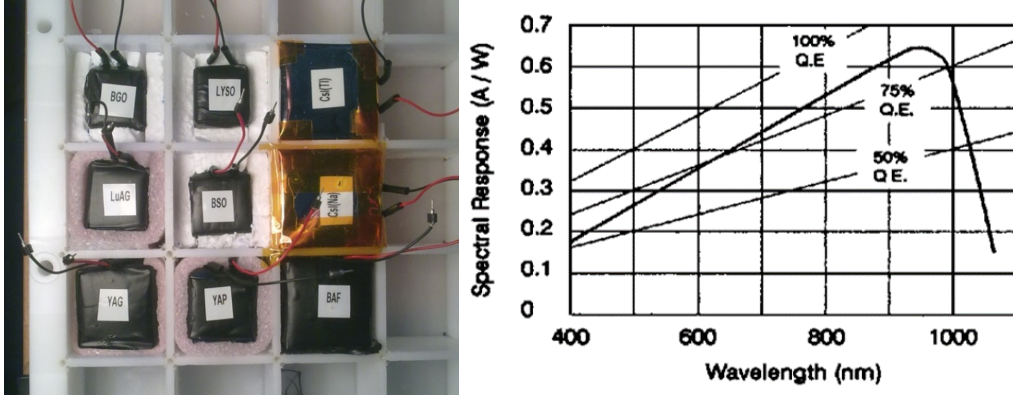 BGO
LYSO
CsI(Tl)
LuAG
BSO
CsI(Na)
YAG
YAP
BAF
Spectral Response (A / W)
0.7
0.6
0.5
0.4
0.3
0.2
0.1
0
100%
Q.E
75%
Q.E.
50%
Q E.
400
600
800
1000
Wavelength (nm)